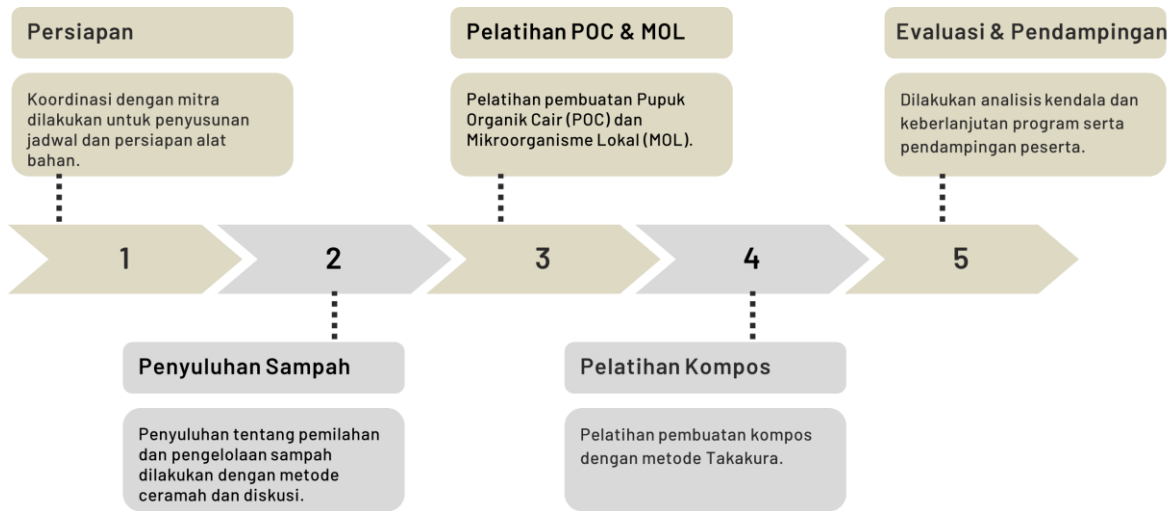 Persiapan
Koordinasi dengan mitra
dilakukan untuk penyusunan
jadwal dan persiapan alat
bahan.
Pelatihan POC & MOL
Pelatihan pembuatan Pupuk
Organik Cair (POC) dan
Mikroorganisme Lokal (MOL).
Evaluasi & Pendampingan
Dilakukan analisis kendala dan
keberlanjutan program serta
pendampingan peserta.
1
2
3
4
5
Penyuluhan Sampah
Penyuluhan tentang pemilahan
dan pengelolaan sampah
dilakukan dengan metode
ceramah dan diskusi.
Pelatihan Kompos
Pelatihan pembuatan kompos
dengan metode Takakura.